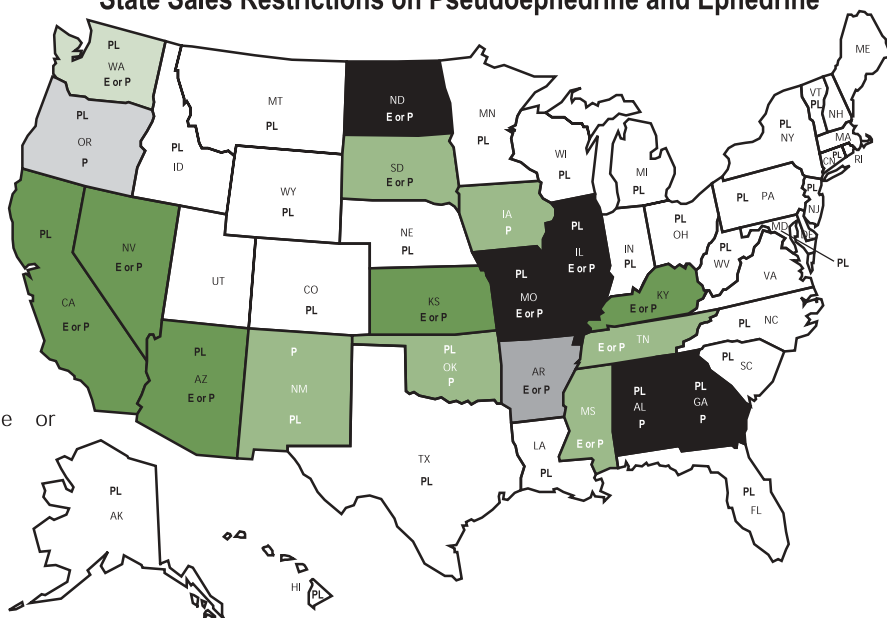 State Sales Restrictions on Pseudoephedrine and Ephedrine
PL
WA
E or P
PL
OR
P
PL
ID
MT
PL
ND
E or P
MN
PL
SD
E or P
WY
PL
WI
PL
MI
PL
ME
VT
PL
NH
PL
NY
MA
CN
PL
RI
PL
CA
E or P
NV
E or P
UT
CO
PL
NE
PL
IA
P
PL
IL
E or P
IN
PL
PL
OH
PL PA
PL
NJ
MD
DE
PL
PL
WV
VA
KS
E or P
PL
MO
E or P
KY
E or P
PL NC
PL
AZ
E or P
P
NM
PL
PL
OK
P
AR
E or P
E or P TN
PL
SC
MS
E or P
PL
AL
P
PL
GA
P
e or
TX
PL
LA
PL
PL
FL
PL
AK
HI
PL